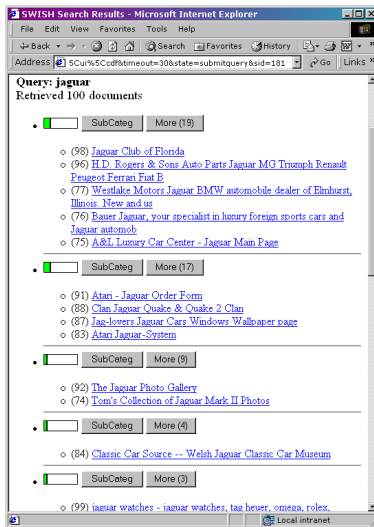 SWISH Search Results - Microsoft Internet Explorer
File Edit View Favorites Tools Help
Back Search Favorites History
Address 5Cui%5Ccdf&timeout=30&state=submitquery&sid=181 Go Links
Query: jaguar
Retrieved 100 documents
SubCateg More (19)
(98) Jaguar Club of Florida
(96) H.D. Rogers & Sons Auto Parts Jaguar MG Triumph Renault
Peugeot Ferrari Fiat B
(77) Westlake Motors Jaguar BMW automobile dealer of Elmhurst,
Illinois. New and us
(76) Bauer Jaguar, your specialist in luxury foreign sports cars and
Jaguar automob
(75) A&L Luxury Car Center - Jaguar Main Page
SubCateg More (17)
(91) Atari - Jaguar Order Form
(88) Clan Jaguar Quake & Quake 2 Clan
(87) Jag-lovers Jaguar Cars Windows Wallpaper page
(83) Atari Jaguar-System
SubCateg More (9)
(92) The Jaguar Photo Gallery
(74) Tom's Collection of Jaguar Mark II Photos
SubCateg More (4)
(84) Classic Car Source -- Welsh Jaguar Classic Car Museum
SubCateg More (3)
(99) jaguar watches - jaguar watches, tag heuer, omega, rolex,
Local intranet